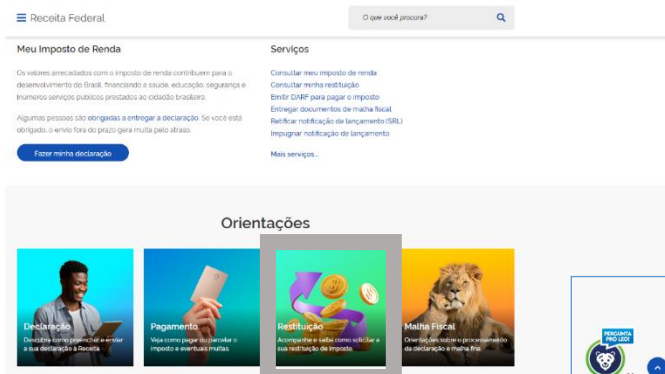 Receita Federal
O que você procura?
Meu Imposto de Renda
Os valores arrecadados com o imposto de renda contribuem para o
desenvolvimento do Brasil, financiando a saúde, educação, segurança e
inúmeros serviços públicos prestados ao cidadão brasileiro.
Algumas pessoas são obrigadas a entregar a declaração. Se você está
obrigado, o envio fora do prazo gera multa pelo atraso.
Fazer minha declaração
Serviços
Consultar meu imposto de renda
Consultar minha restituição
Emitir DARF para pagar o imposto
Entregar documentos de malha fiscal
Retificar notificação de lançamento (SRL)
Impugnar notificação de lançamento
Mais serviços...
Orientações
Declaração
Descubra como preencher e enviar
a sua declaração à Receita.
Pagamento
Veja como pagar ou parcelar o
imposto e eventuais multas.
Restituição
Acompanhe e saiba como solicitar a
sua restituição de imposto.
Malha Fiscal
Orientações sobre o processamento
da declaração e malha fina.
PERGUNTA
PRO LEO!